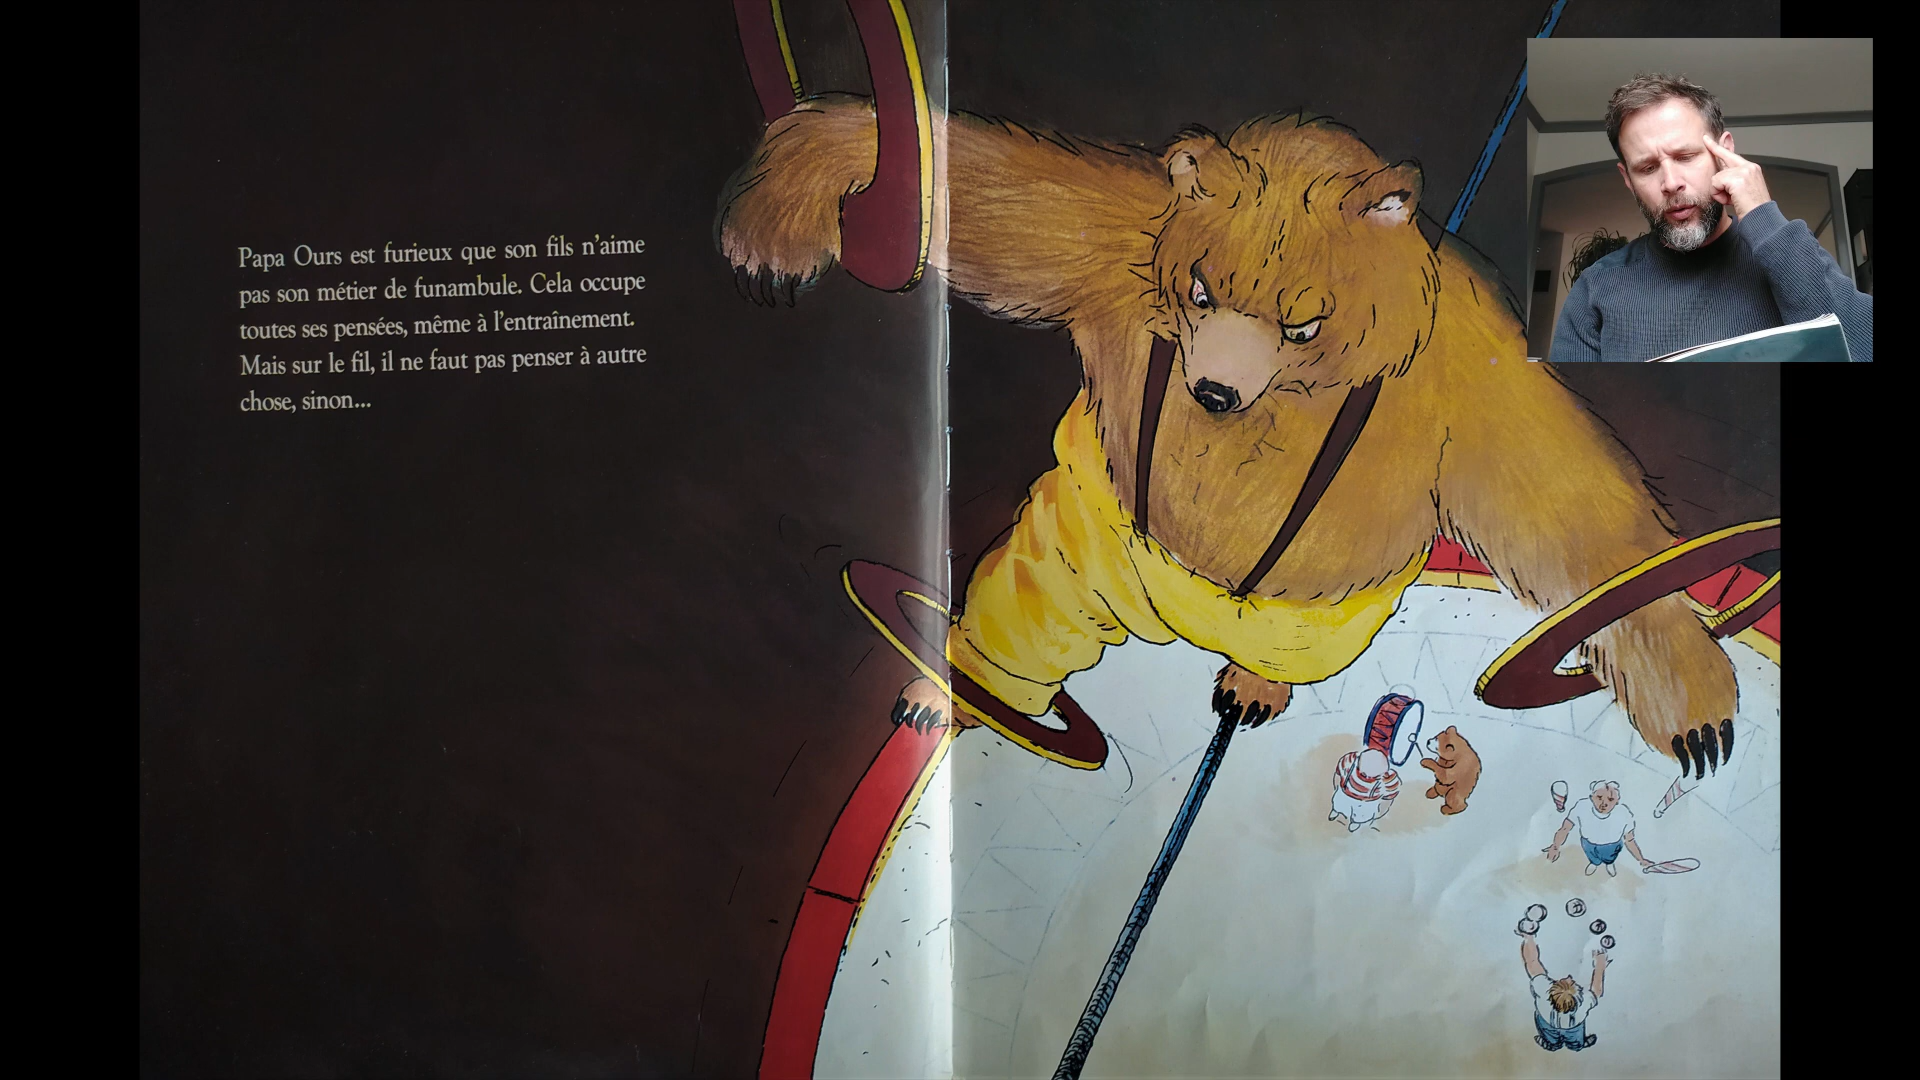 Papa Ours est furieux que son fils n'aime
pas son métier de funambule. Cela occupe
toutes ses pensées, même à l'entraînement.
Mais sur le fil, il ne faut pas penser à autre
chose, sinon...